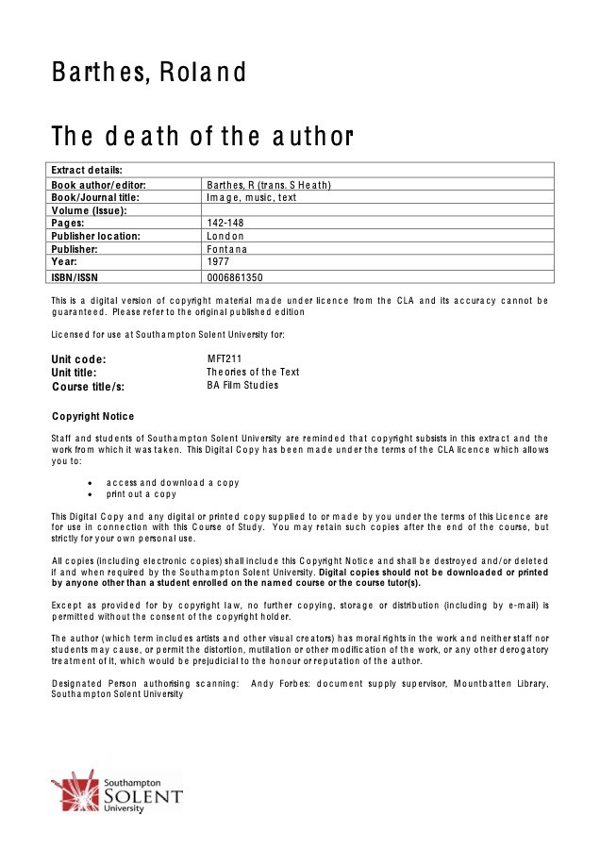 Barthes, Roland
The death of the author
Extract details:
Book author/editor: Barthes, R (trans. S Heath)
Book/Journal title: Image, music, text
Volume (Issue):
Pages: 142-148
Publisher location: London
Publisher: Fontana
Year: 1977
ISBN/ISSN 0006861350
This is a digital version of copyright material made under licence from the CLA and its accuracy cannot be
guaranteed. Please refer to the original published edition
Licensed for use at Southampton Solent University for:
Unit code: MFT211
Unit title: Theories of the Text
Course title/s: BA Film Studies
Copyright Notice
Staff and students of Southampton Solent University are reminded that copyright subsists in this extract and the
work from which it was taken. This Digital Copy has been made under the terms of the CLA licence which allows
you to:
• access and download a copy
• print out a copy
This Digital Copy and any digital or printed copy supplied to or made by you under the terms of this Licence are
for use in connection with this Course of Study. You may retain such copies after the end of the course, but
strictly for your own personal use.
All copies (including electronic copies) shall include this Copyright Notice and shall be destroyed and/or deleted
if and when required by the Southampton Solent University. Digital copies should not be downloaded or printed
by anyone other than a student enrolled on the named course or the course tutor(s).
Except as provided for by copyright law, no further copying, storage or distribution (including by e-mail) is
permitted without the consent of the copyright holder.
The author (which term includes artists and other visual creators) has moral rights in the work and neither staff nor
students may cause, or permit the distortion, mutilation or other modification of the work, or any other derogatory
treatment of it, which would be prejudicial to the honour or reputation of the author.
Designated Person authorising scanning: Andy Forbes: document supply supervisor, Mountbatten Library,
Southampton Solent University
Southampton
SOLENT
University